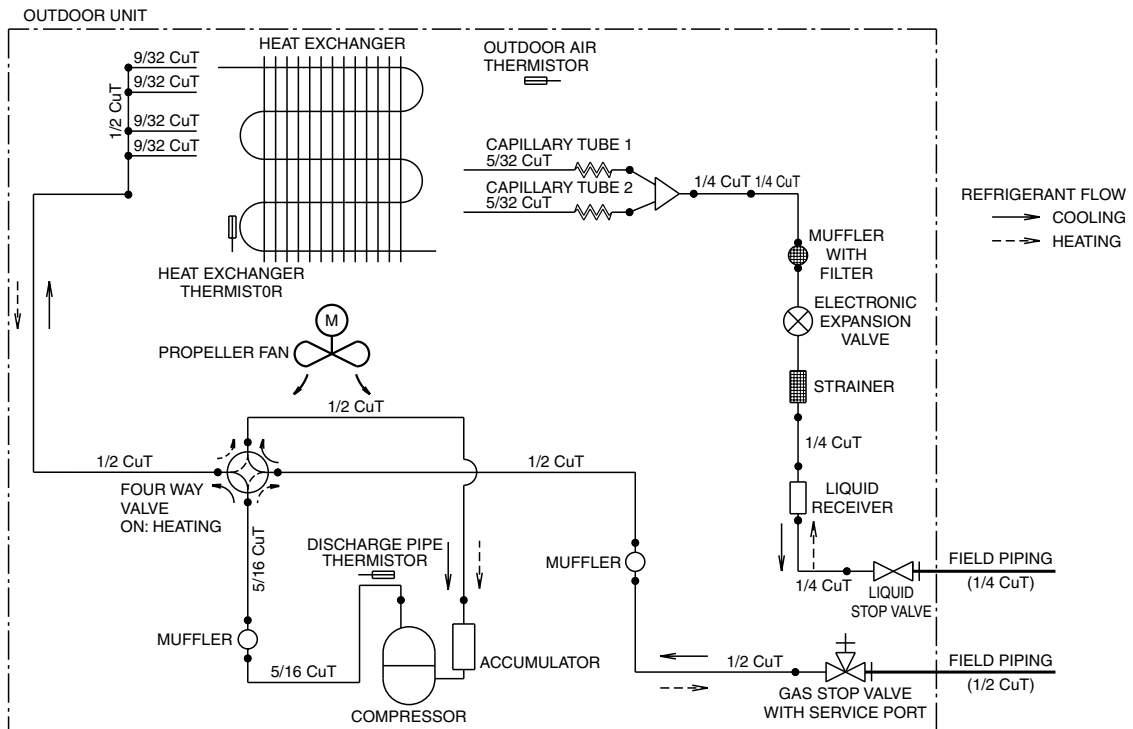 OUTDOOR UNIT
HEAT EXCHANGER
OUTDOOR AIR
THERMISTOR
9/32 CuT
9/32 CuT
9/32 CuT
9/32 CuT
1/2 CuT
CAPILLARY TUBE 1
5/32 CuT
CAPILLARY TUBE 2
5/32 CuT
1/4 CuT
1/4 CuT
REFRIGERANT FLOW
COOLING
HEATING
MUFFLER
WITH
FILTER
HEAT EXCHANGER
THERMIST0R
ELECTRONIC
EXPANSION
VALVE
M
PROPELLER FAN
STRAINER
1/2 CuT
1/4 CuT
1/2 CuT
1/2 CuT
FOUR WAY
VALVE
ON: HEATING
LIQUID
RECEIVER
5/16 CuT
DISCHARGE PIPE
THERMISTOR
MUFFLER
FIELD PIPING
(1/4 CuT)
1/4 CuT
LIQUID
STOP VALVE
MUFFLER
5/16 CuT
ACCUMULATOR
COMPRESSOR
1/2 CuT
FIELD PIPING
(1/2 CuT)
GAS STOP VALVE
WITH SERVICE PORT